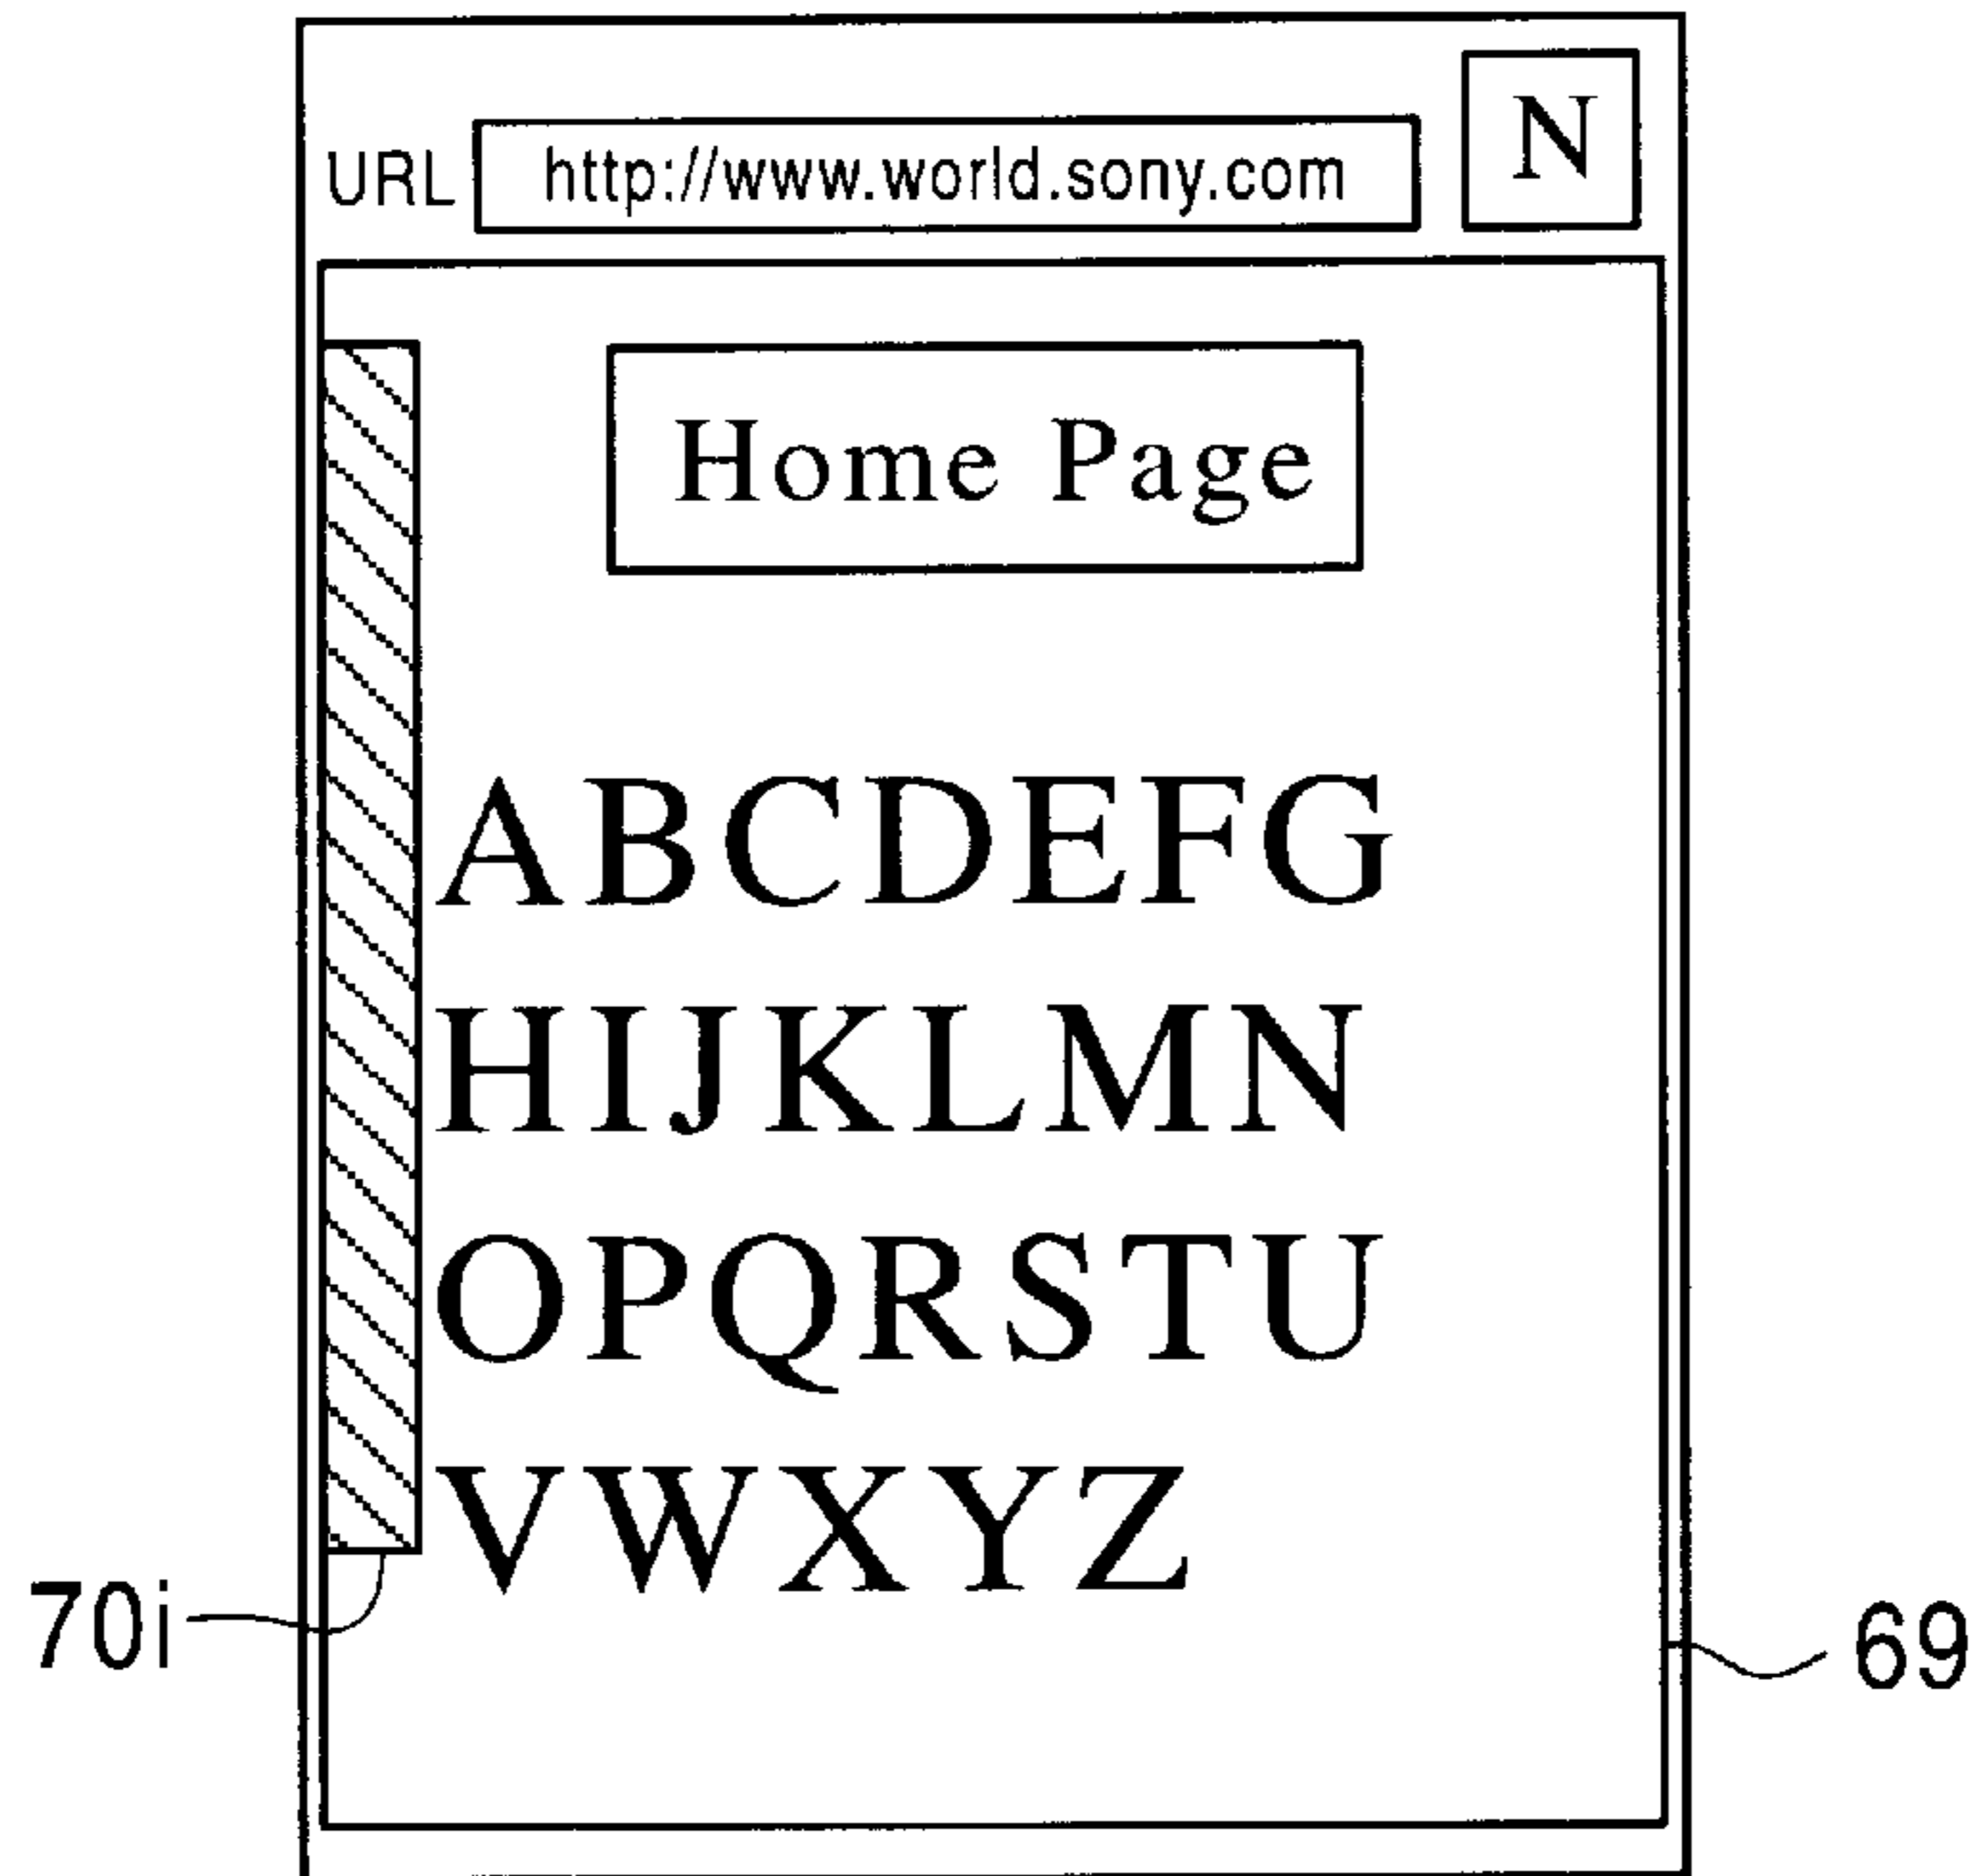 N
URL http://www.world.sony.com
Home Page
ABCDEFG
HIJKLMN
OPQRSTU
VWXYZ
70i
69